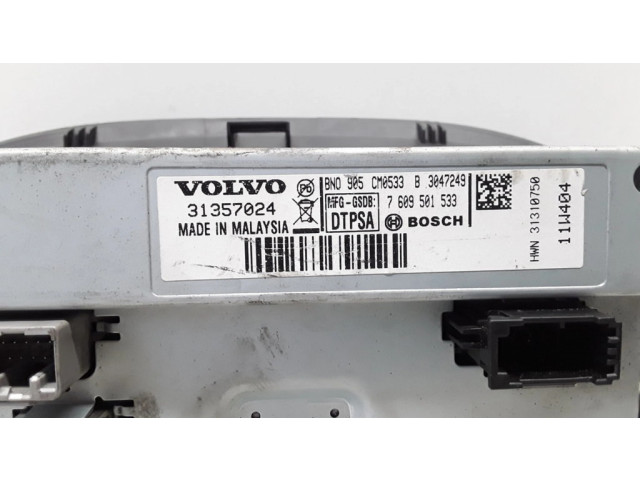 VOLVO
31357024
MADE IN MALAYSIA
BNO 905 CM0533 B 3047249
MFG-GSDB: 7 609 501 533
DTPSA BOSCH
HWN 31310750
11W404